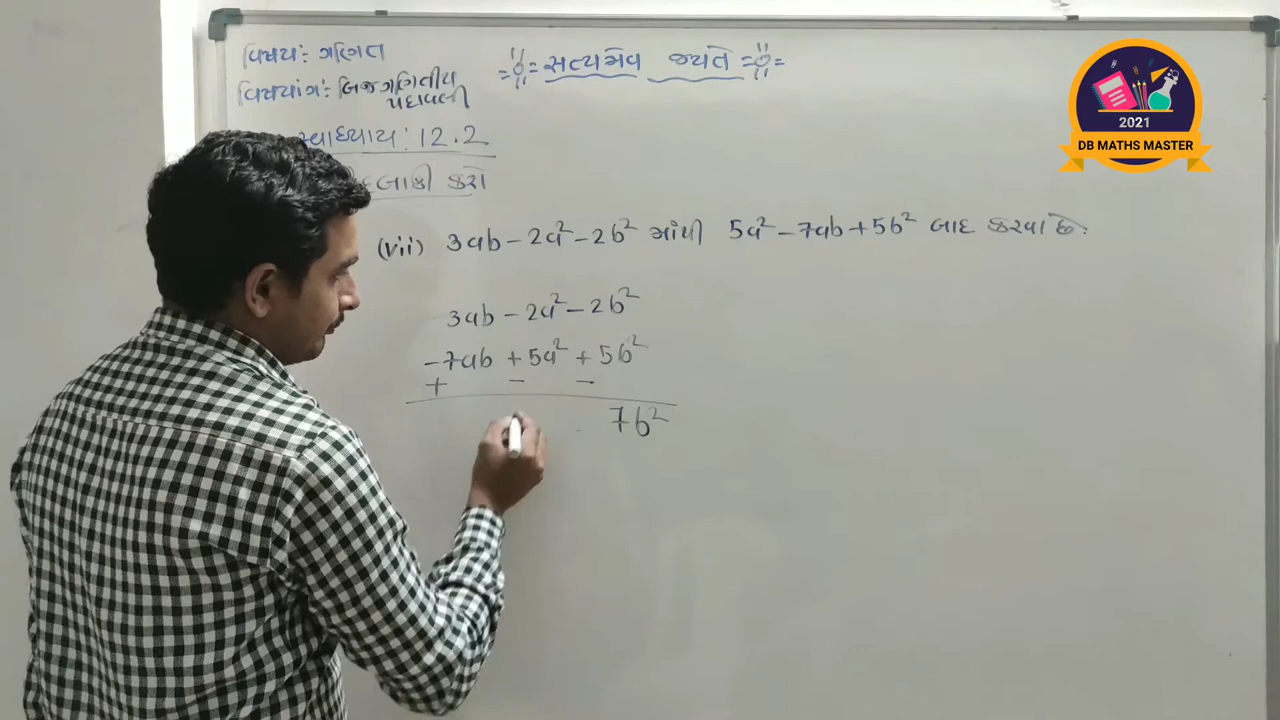 વિષય: ગણિત
=ö= સત્યમેવ જયતે =ö=
વિષયાંગ: બિજગણિતીય
પદાવલી
સ્વાધ્યાય: 12.2
કરો
(vii) 3ab - 2a² - 2b² માંથી 5a² - 7ab + 5b² બાદ કરવા છે.
3ab - 2a² - 2b²
-7ab + 5a² + 5b²
+ - -
7b²
2021
DB MATHS MASTER